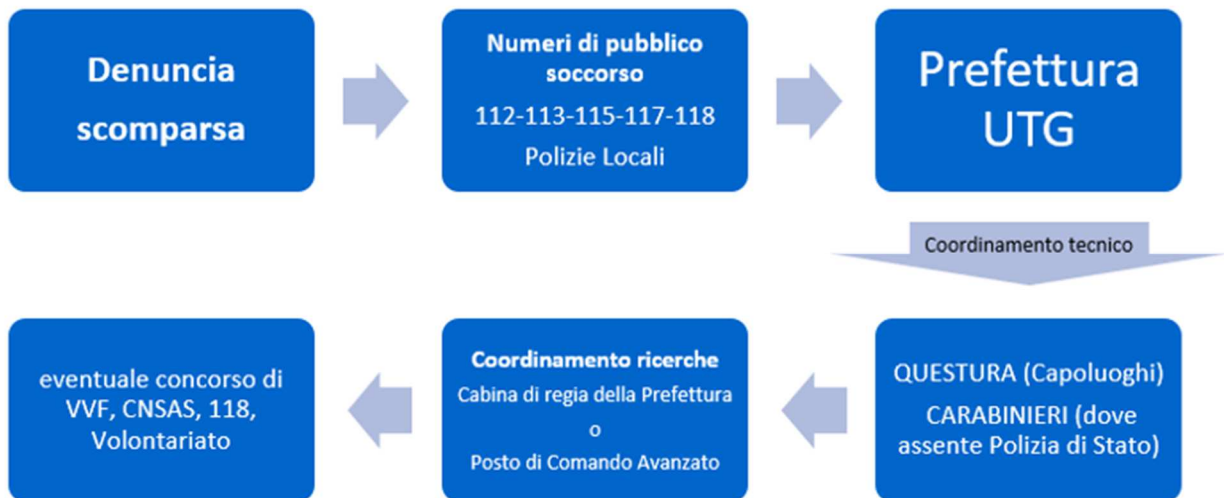 Denuncia
scomparsa
Numeri di pubblico
soccorso
112-113-115-117-118
Polizie Locali
Prefettura
UTG
Coordinamento tecnico
QUESTURA (Capoluoghi)
CARABINIERI (dove
assente Polizia di Stato)
Coordinamento ricerche
Cabina di regia della Prefettura
o
Posto di Comando Avanzato
eventuale concorso di
VVF, CNSAS, 118,
Volontariato